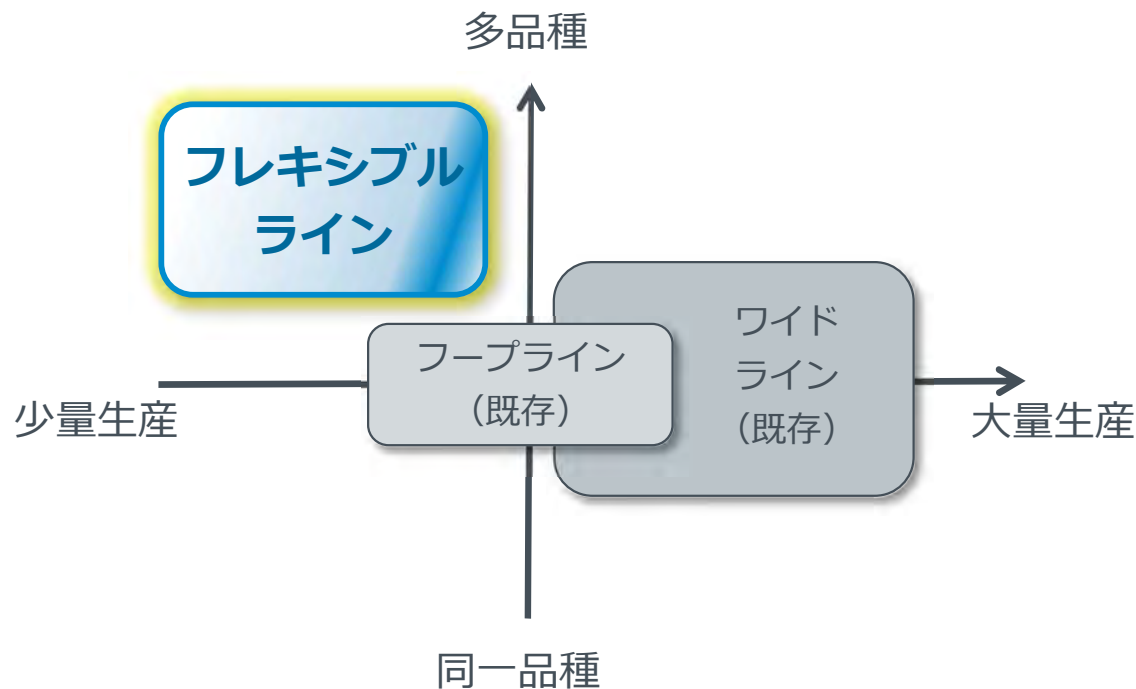 多品種
フレキシブル
ライン
ワイド
ライン
（既存）
フープライン
（既存）
少量生産
大量生産
同一品種